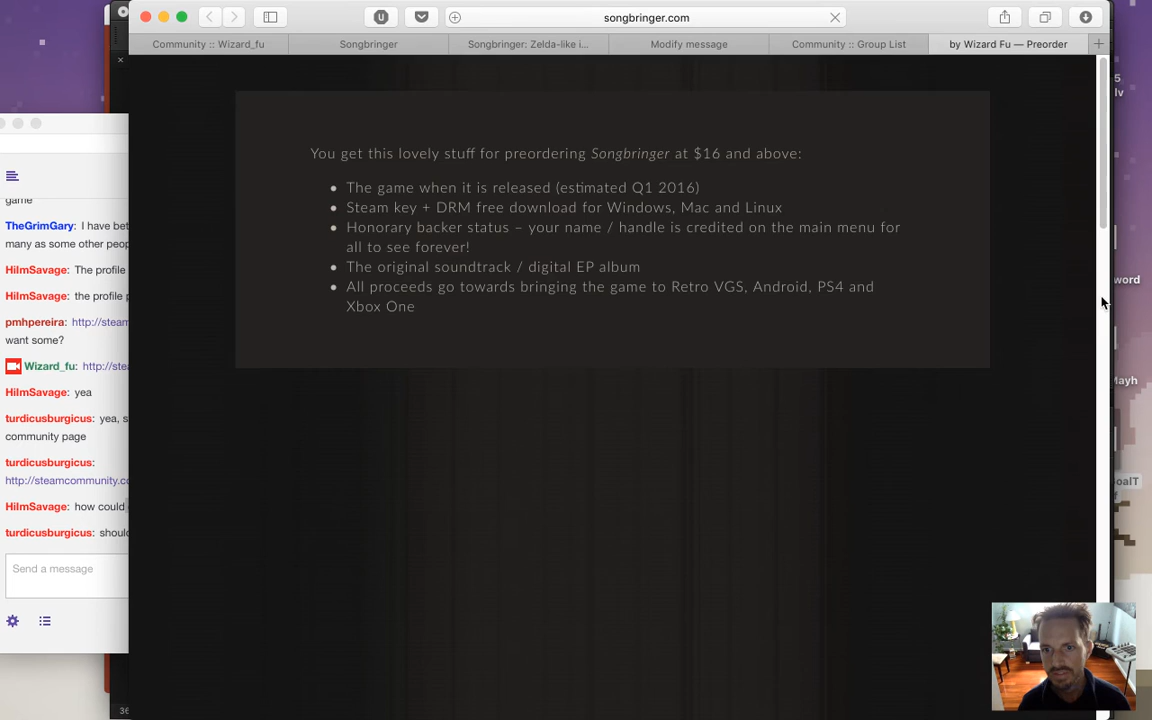 songbringer.com
Community :: Wizard_fu
Songbringer
Songbringer: Zelda-like i...
Modify message
Community :: Group List
by Wizard Fu — Preorder
You get this lovely stuff for preordering Songbringer at $16 and above:
• The game when it is released (estimated Q1 2016)
• Steam key + DRM free download for Windows, Mac and Linux
• Honorary backer status – your name / handle is credited on the main menu for
all to see forever!
• The original soundtrack / digital EP album
• All proceeds go towards bringing the game to Retro VGS, Android, PS4 and
Xbox One
game
TheGrimGary: I have bet
many as some other peop
HilmSavage: The profile
HilmSavage: the profile p
pmhpereira: http://steam
want some?
Wizard_fu: http://stea
HilmSavage: yea
turdicusburgicus: yea, s
community page
turdicusburgicus:
http://steamcommunity.co
HilmSavage: how could
turdicusburgicus: shoul
Send a message
5
lv
word
Mayh
oalT
f
36